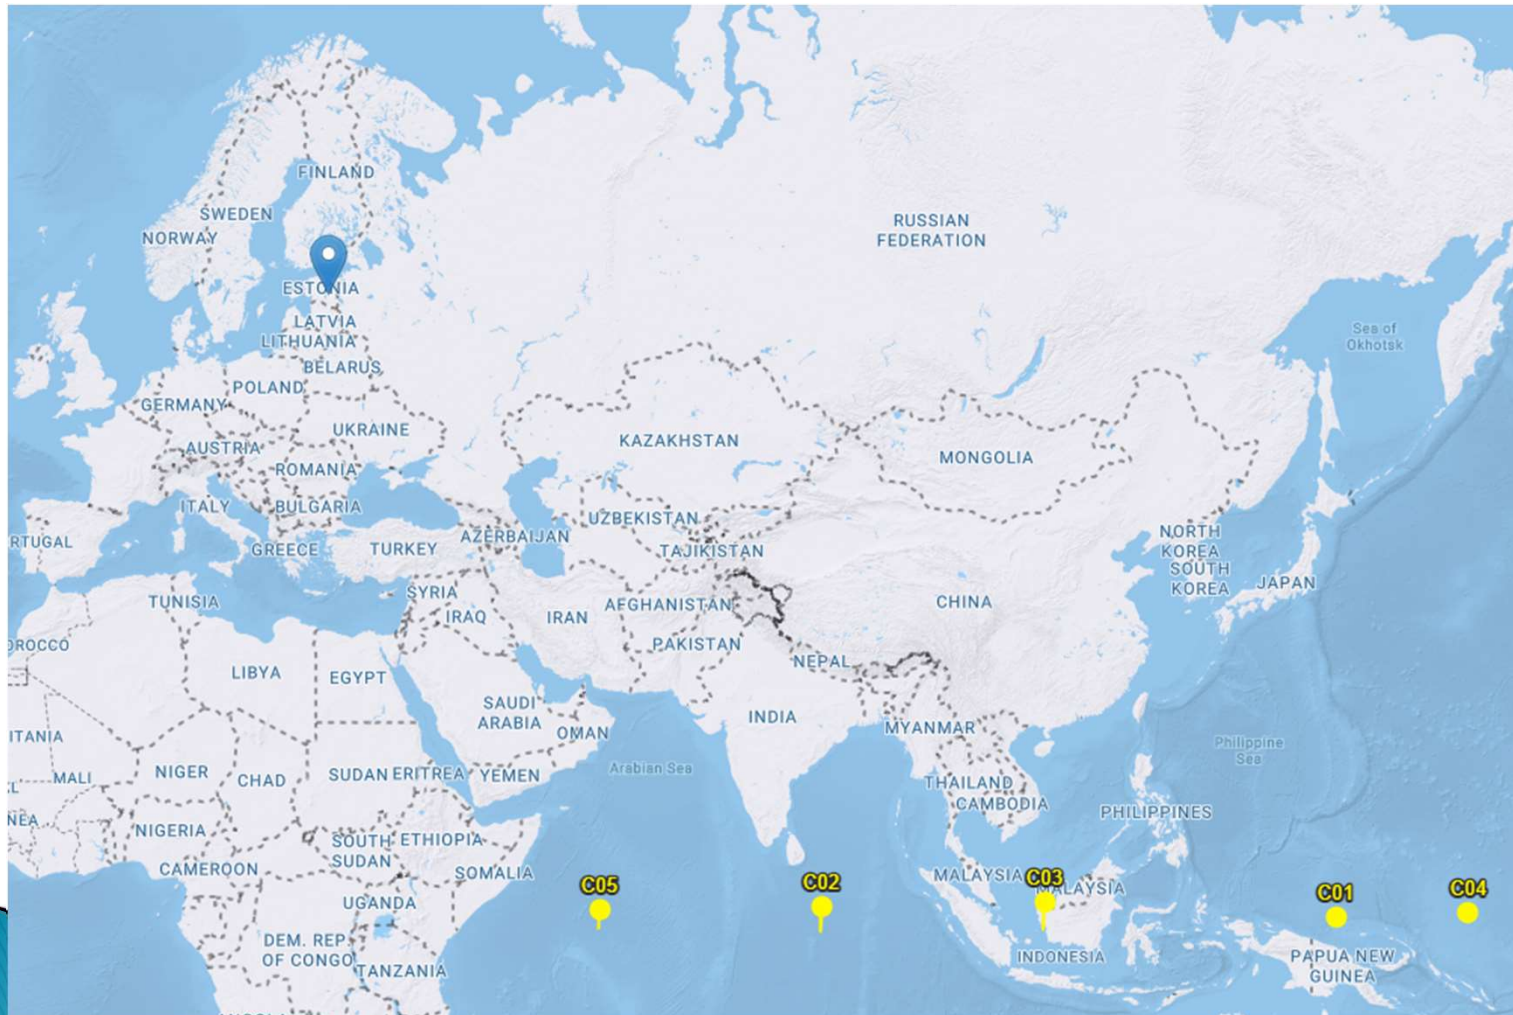 FINLAND
SWEDEN
NORWAY
RUSSIAN
FEDERATION
ESTONIA
LATVIA
LITHUANIA
BELARUS
Sea of
Okhotsk
POLAND
GERMANY
UKRAINE
KAZAKHSTAN
AUSTRIA
MONGOLIA
ROMANIA
ITALY
BULGARIA
UZBEKISTAN
NORTH
KOREA
RTUGAL
GREECE
TURKEY
AZERBAIJAN
TAJIKISTAN
SOUTH
KOREA
JAPAN
TUNISIA
SYRIA
IRAQ
IRAN
AFGHANISTAN
CHINA
OROCCO
PAKISTAN
NEPAL
LIBYA
EGYPT
SAUDI
ARABIA
OMAN
INDIA
MYANMAR
ITANIA
Philippine
Sea
MALI
NIGER
CHAD
SUDAN
ERITREA
YEMEN
Arabian Sea
THAILAND
CAMBODIA
PHILIPPINES
NEA
NIGERIA
SOUTH
SUDAN
ETHIOPIA
CAMEROON
SOMALIA
MALAYSIA
C03
MALAYSIA
C05
C02
C01
C04
UGANDA
DEM. REP.
OF CONGO
TANZANIA
INDONESIA
PAPUA NEW
GUINEA